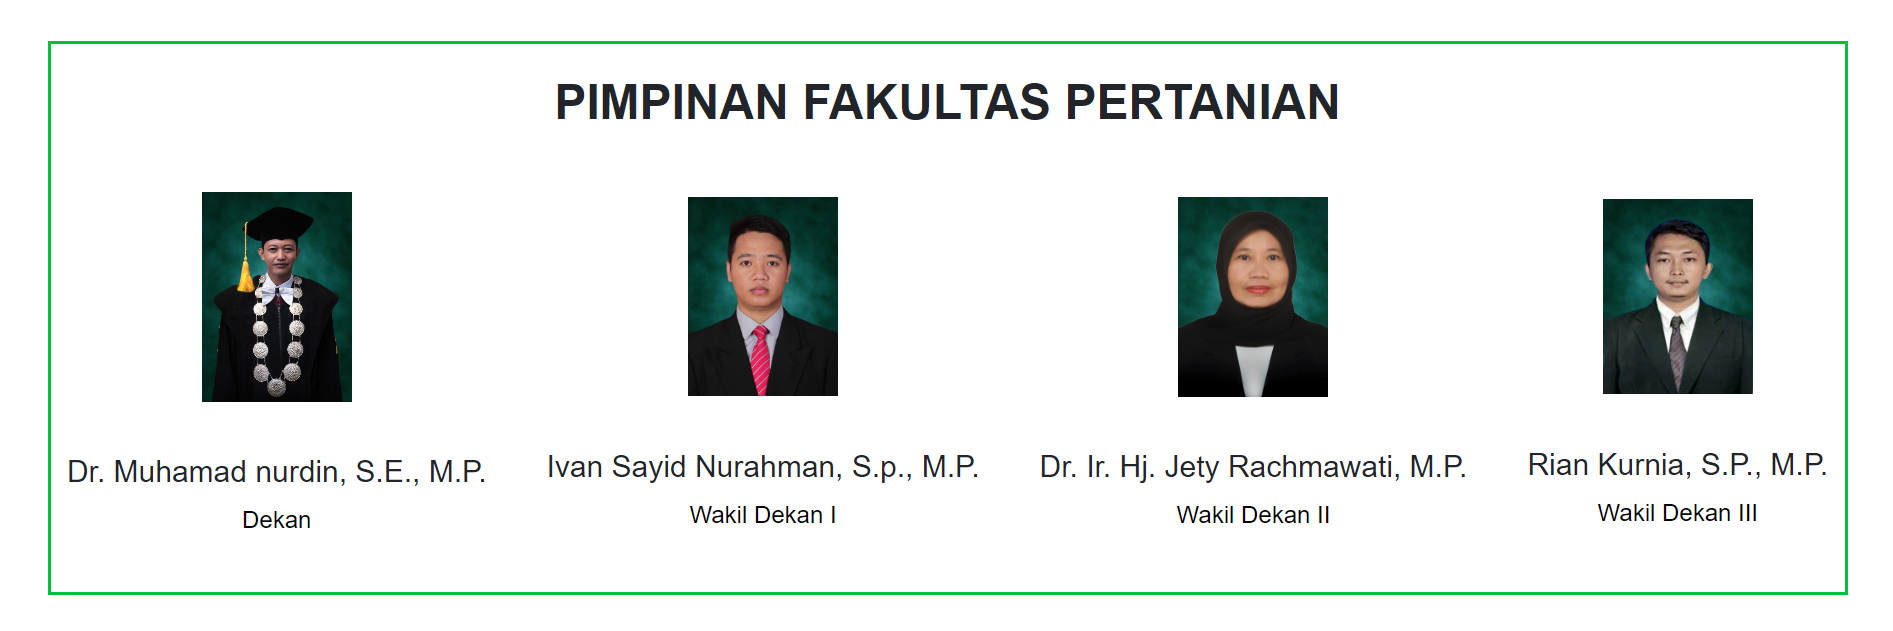 PIMPINAN FAKULTAS PERTANIAN
Dr. Muhamad nurdin, S.E., M.P.
Dekan
Ivan Sayid Nurahman, S.p., M.P.
Wakil Dekan I
Dr. Ir. Hj. Jety Rachmawati, M.P.
Wakil Dekan II
Rian Kurnia, S.P., M.P.
Wakil Dekan III